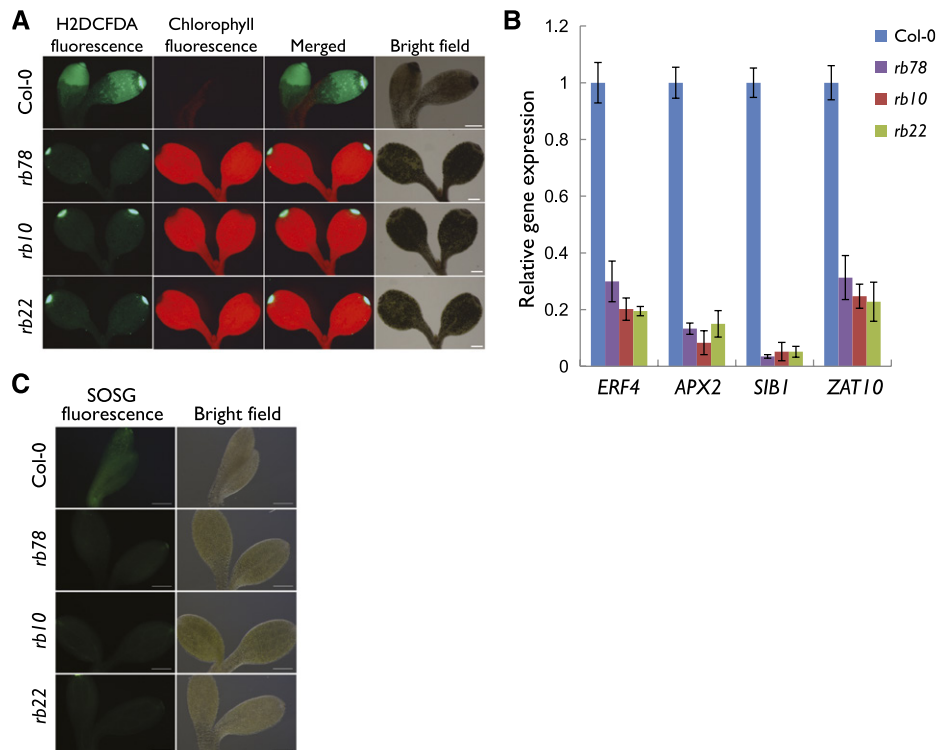 A
H2DCFDA
fluorescence
Chlorophyll
fluorescence
Merged
Bright field
Col-0
rb78
rb10
rb22
B
1.2
1
0.8
0.6
0.4
0.2
0
Relative gene expression
ERF4
APX2
SIB1
ZAT10
Col-0
rb78
rb10
rb22
C
SOSG
fluorescence
Bright field
Col-0
rb78
rb10
rb22